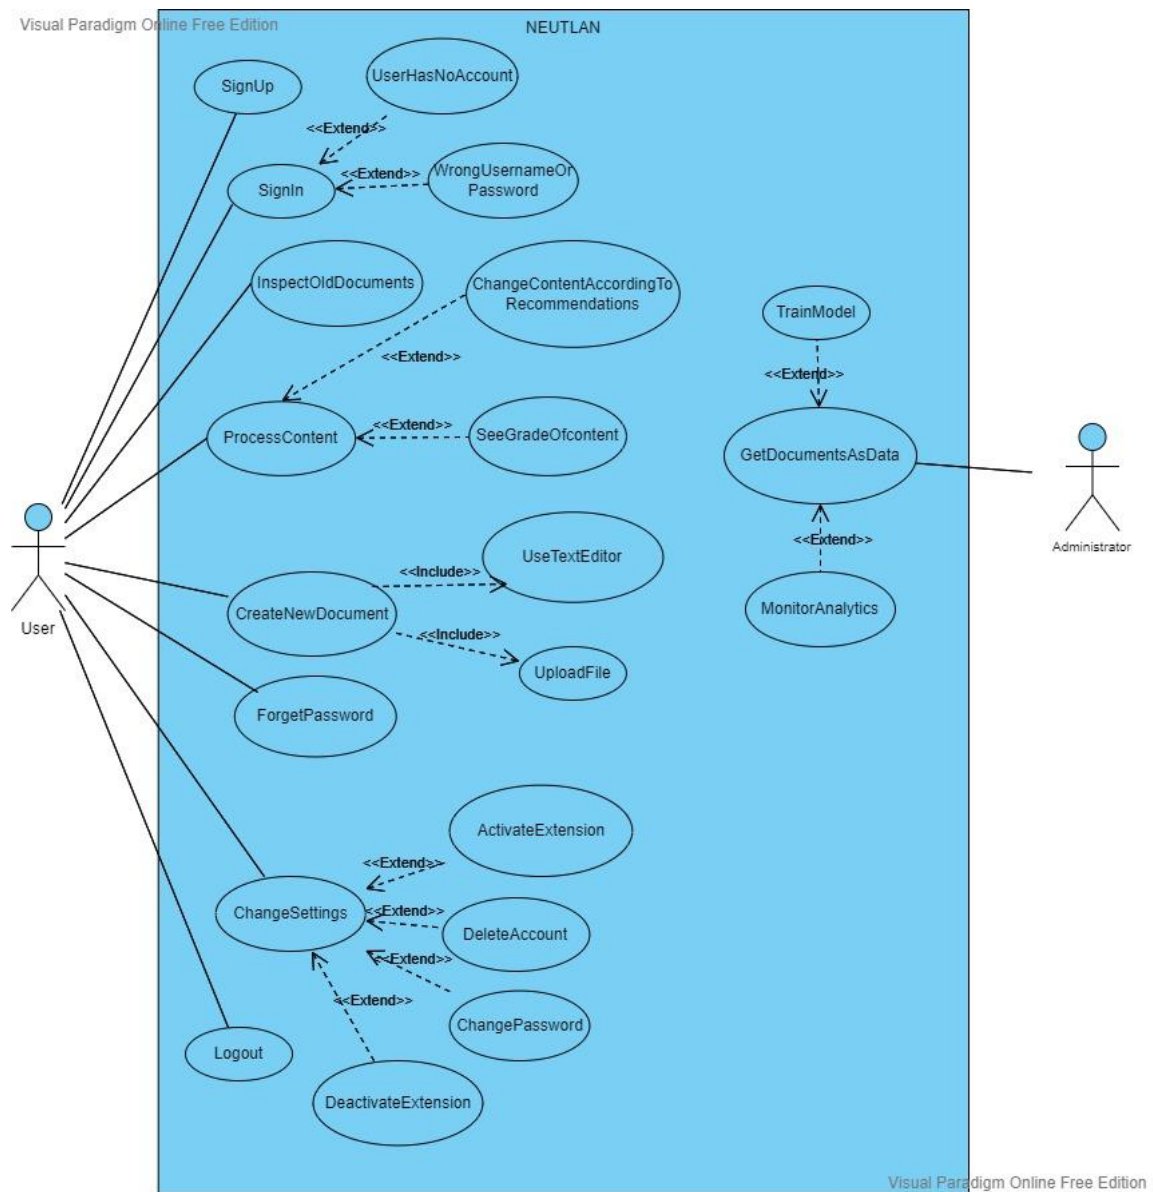 Visual Paradigm Online Free Edition
NEUTLAN
SignUp
UserHasNoAccount
<<Extend>>
SignIn
<<Extend>>
WrongUsernameOr
Password
InspectOldDocuments
ChangeContentAccordingTo
Recommendations
TrainModel
<<Extend>>
<<Extend>>
ProcessContent
<<Extend>>
SeeGradeOfcontent
GetDocumentsAsData
<<Extend>>
Administrator
UseTextEditor
<<Include>>
CreateNewDocument
MonitorAnalytics
User
<<Include>>
UploadFile
ForgetPassword
ActivateExtension
<<Extend>>
ChangeSettings
<<Extend>>
DeleteAccount
<<Extend>>
<<Extend>>
ChangePassword
Logout
DeactivateExtension
Visual Paradigm Online Free Edition